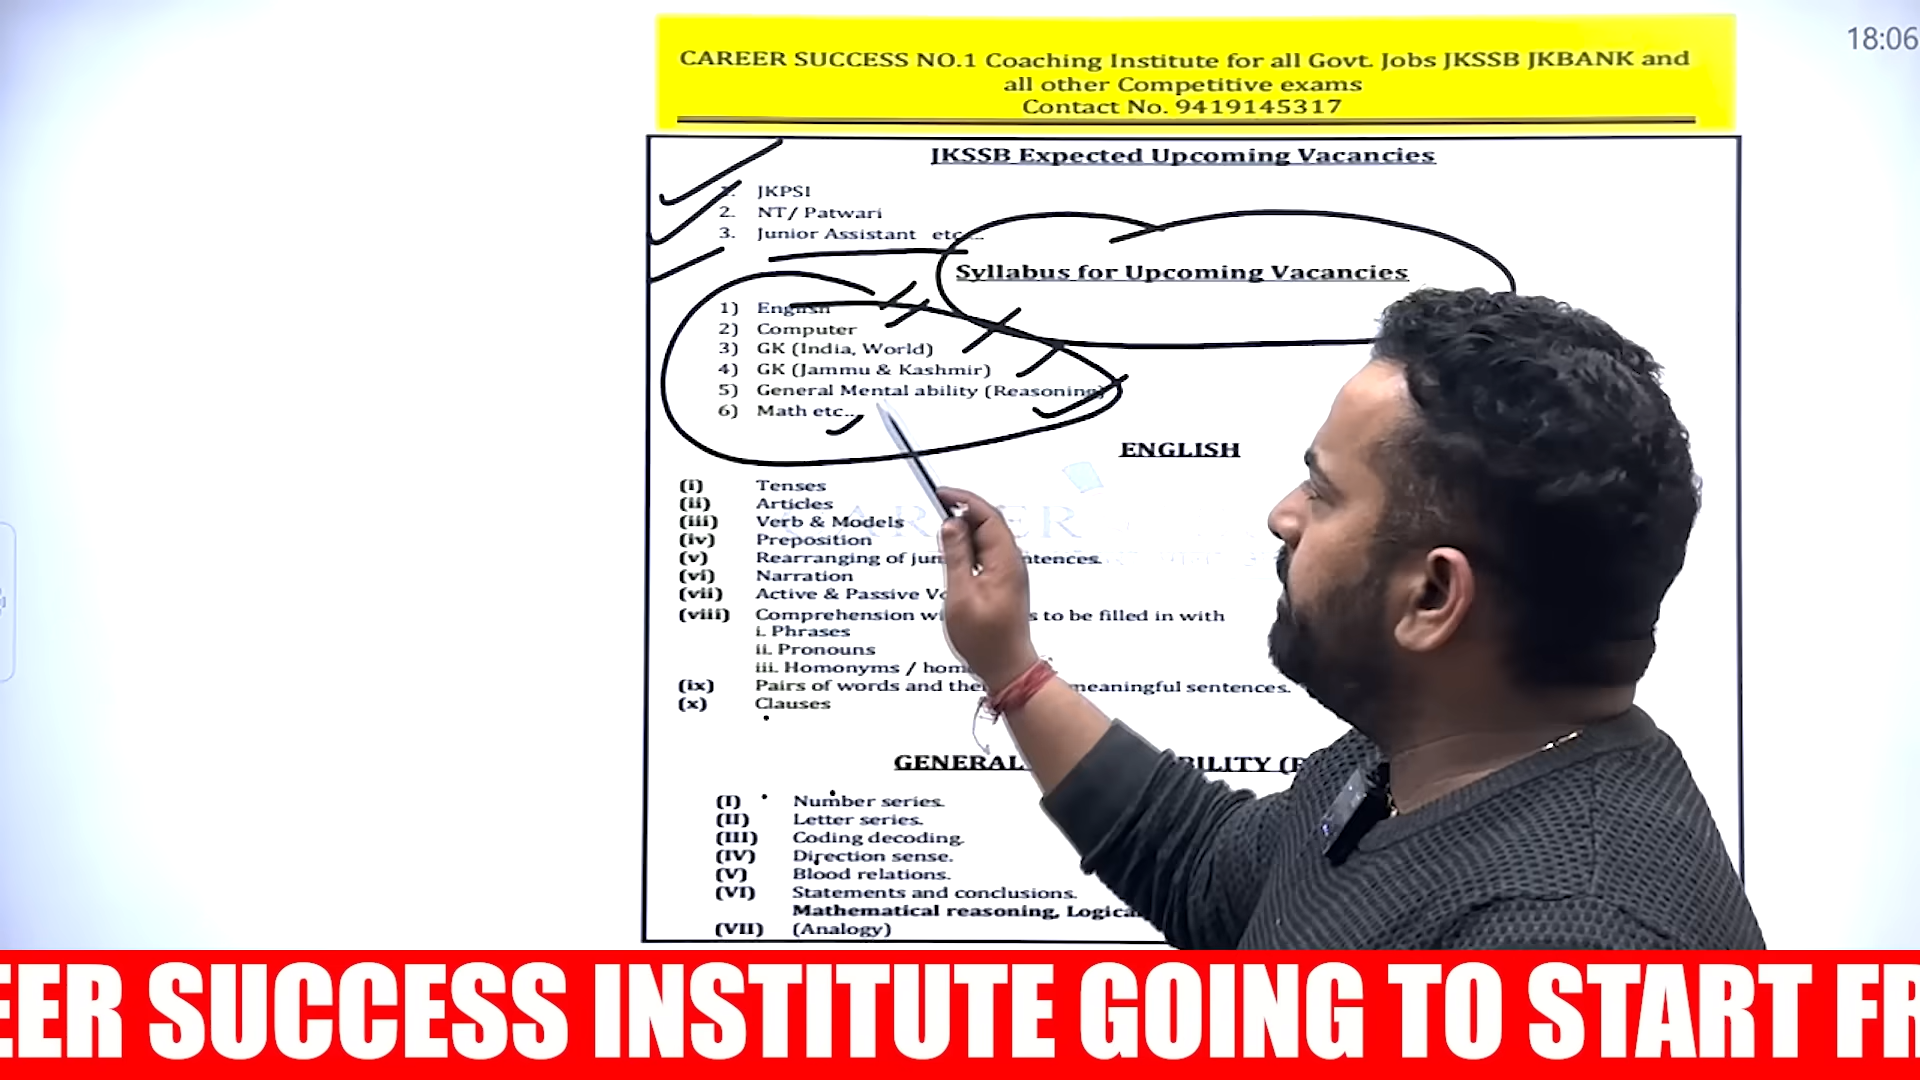 18:06
CAREER SUCCESS NO.1 Coaching Institute for all Govt. Jobs JKSSB JKBANK and
all other Competitive exams
Contact No. 9419145317
JKSSB Expected Upcoming Vacancies
1. JKPSI
2. NT/ Patwari
3. Junior Assistant etc...
Syllabus for Upcoming Vacancies
1) English
2) Computer
3) GK (India, World)
4) GK (Jammu & Kashmir)
5) General Mental ability (Reasoning)
6) Math etc..
ENGLISH
(i) Tenses
(ii) Articles
(iii) Verb & Models
(iv) Preposition
(v) Rearranging of
(vi) Narration
(vii) Active & Passive
(viii) Comprehension to be filled in with
i. Phrases
ii. Pronouns
iii. Homonyms /
(ix) Pairs of words and meaningful sentences.
(x) Clauses
GENERAL
(I) Number series.
(II) Letter series.
(III) Coding decoding.
(IV) Direction sense.
(V) Blood relations.
(VI) Statements and conclusions.
Mathematical reasoning,
(VII) (Analogy)
SUCCESS INSTITUTE GOING TO START